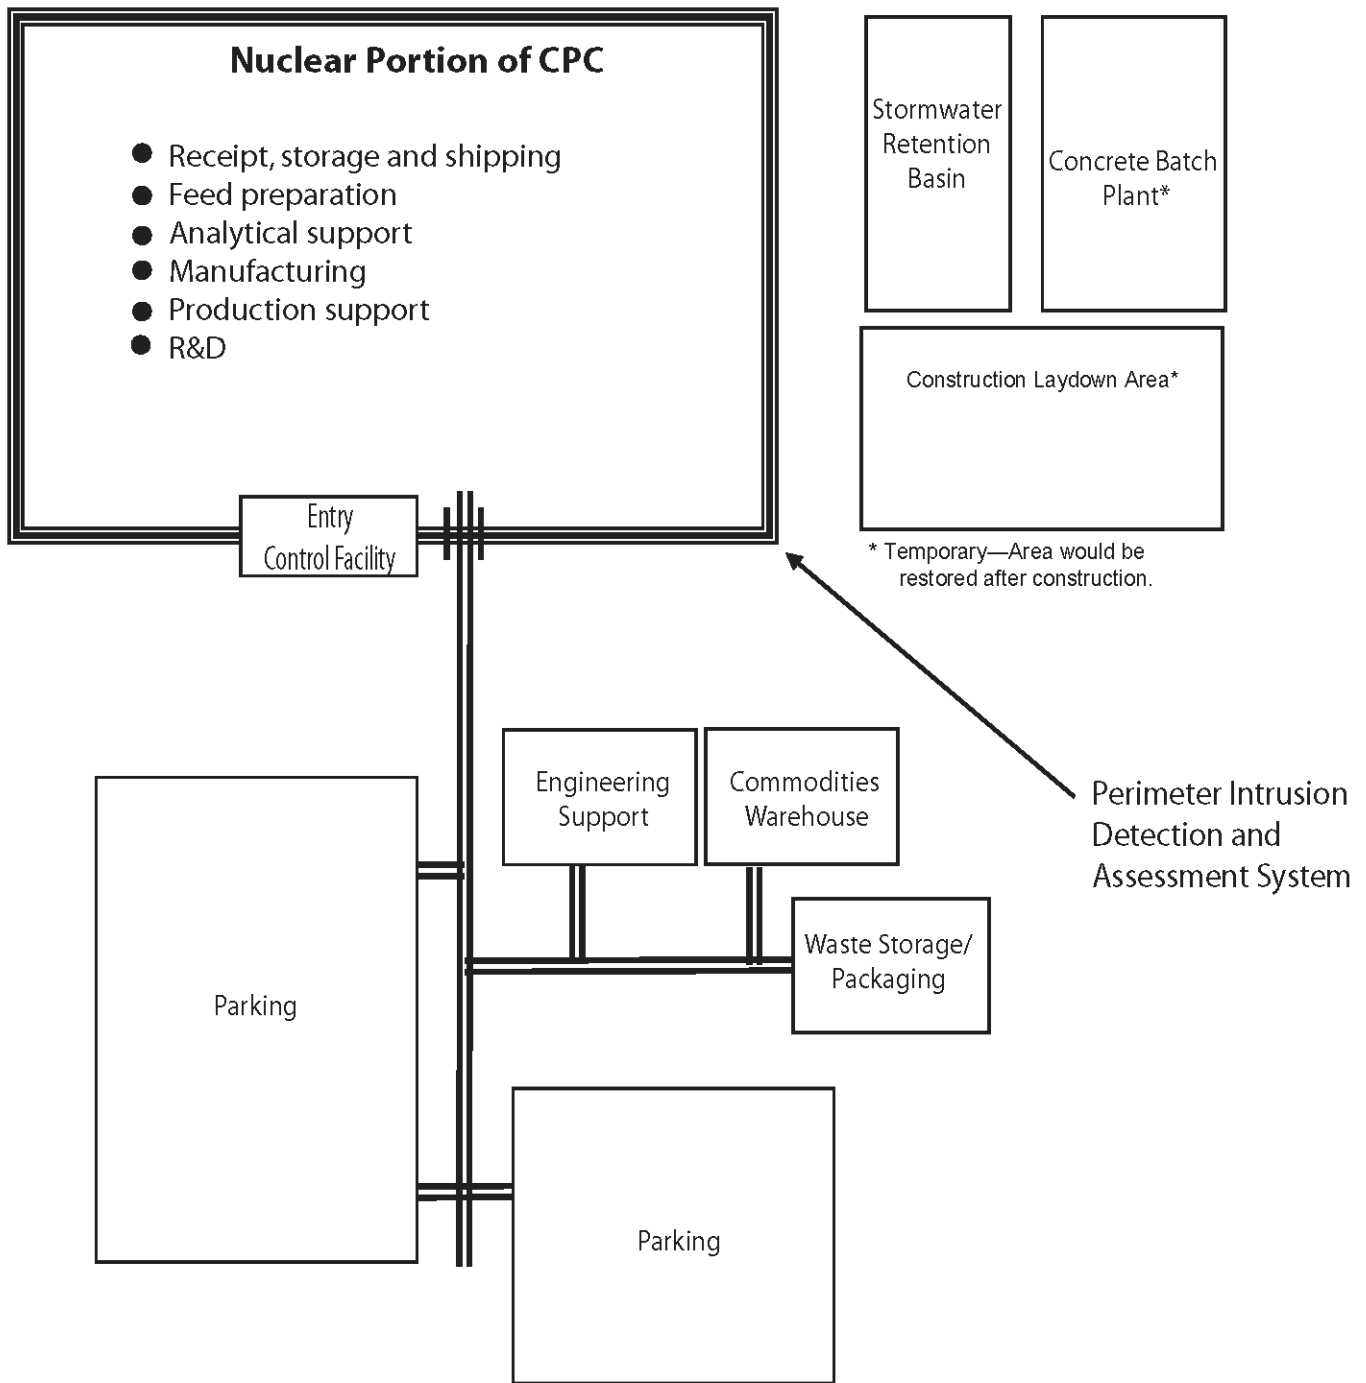 Nuclear Portion of CPC
● Receipt, storage and shipping
● Feed preparation
● Analytical support
● Manufacturing
● Production support
● R&D
Entry
Control Facility
Stormwater
Retention
Basin
Concrete Batch
Plant*
Construction Laydown Area*
* Temporary—Area would be
restored after construction.
Engineering
Support
Commodities
Warehouse
Perimeter Intrusion
Detection and
Assessment System
Waste Storage/
Packaging
Parking
Parking